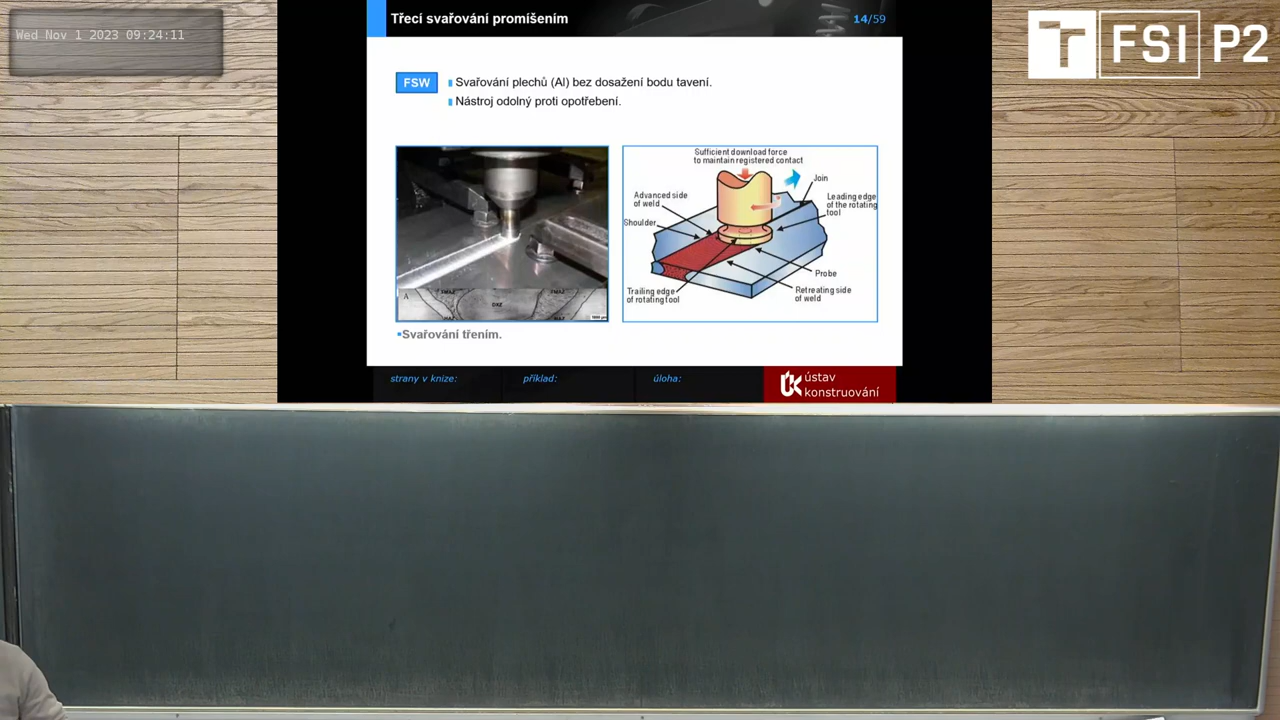 Wed Nov 1 2023 09:24:11
Třecí svařování promíšením
14/59
FSI P2
FSW
Svařování plechů (Al) bez dosažení bodu tavení.
Nástroj odolný proti opotřebení.
Sufficient download force
to maintain registered contact
Join
Advanced side
of weld
Leading edge
of the rotating
tool
Shoulder
Probe
Trailing edge
of rotating tool
Retreating side
of weld
A
DXZ
Svařování třením.
strany v knize:
příklad:
úloha:
ústav
konstruování